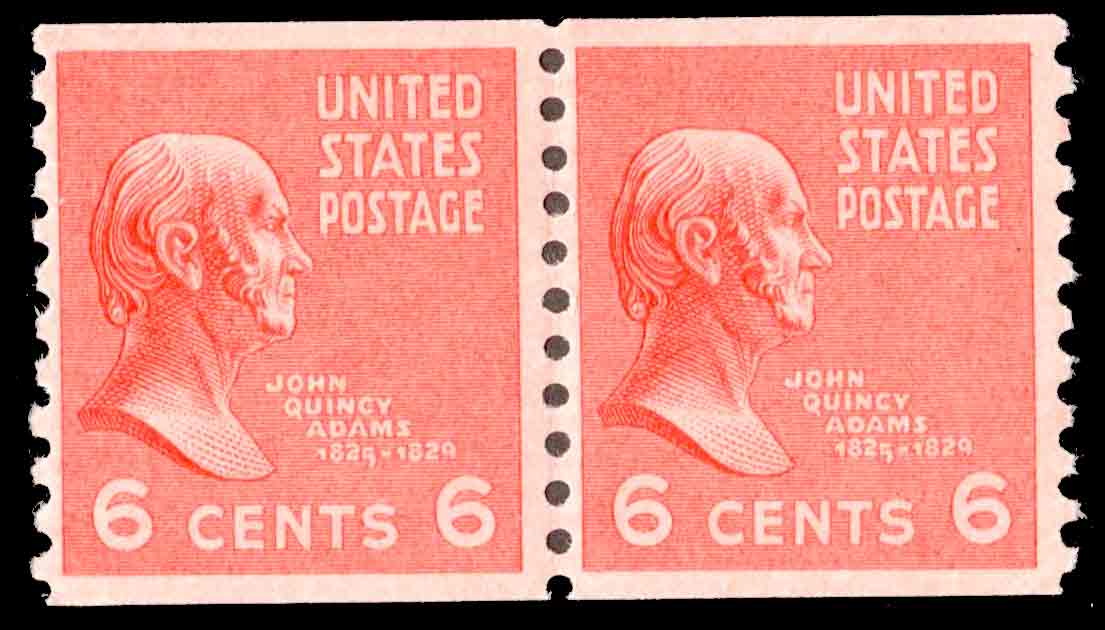 UNITED
STATES
POSTAGE
JOHN
QUINCY
ADAMS
1825-1829
6 CENTS 6
UNITED
STATES
POSTAGE
JOHN
QUINCY
ADAMS
1825-1829
6 CENTS 6